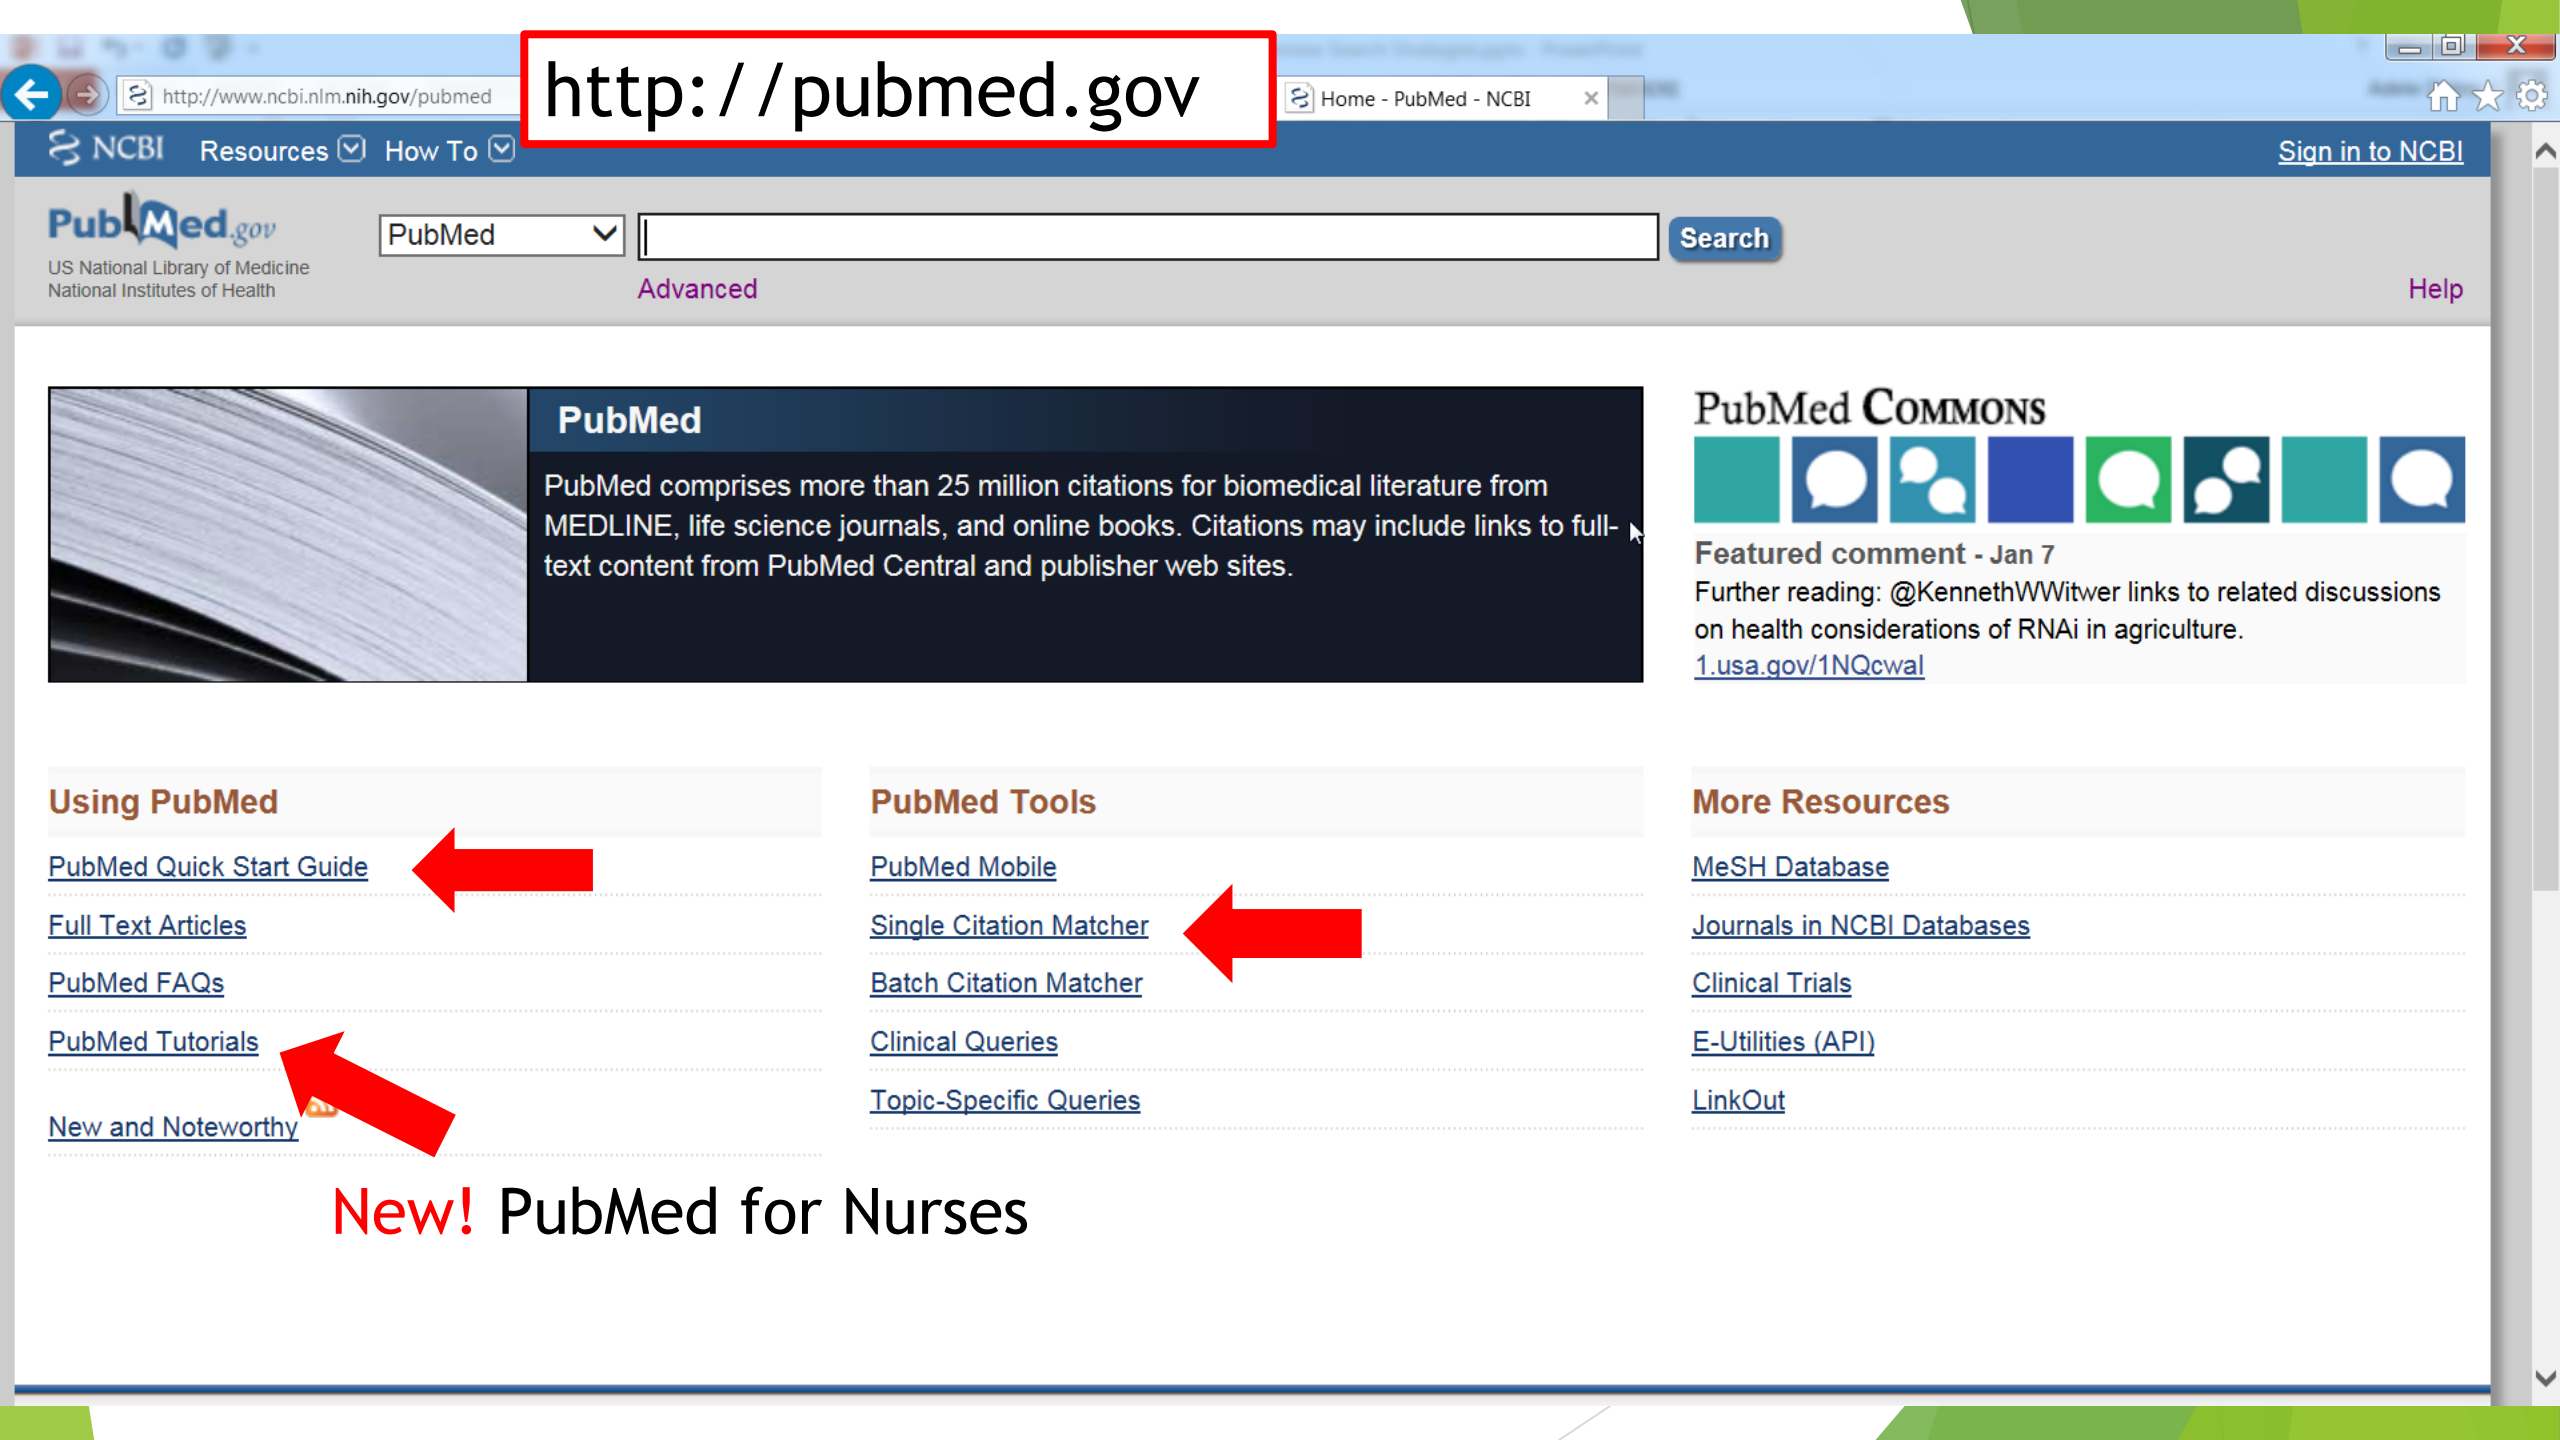 http://pubmed.gov
http://www.ncbi.nlm.nih.gov/pubmed
Home - PubMed - NCBI
NCBI Resources How To
Sign in to NCBI
PubMed.gov
US National Library of Medicine
National Institutes of Health
PubMed
Search
Advanced
Help
PubMed
PubMed comprises more than 25 million citations for biomedical literature from
MEDLINE, life science journals, and online books. Citations may include links to full-
text content from PubMed Central and publisher web sites.
PubMed COMMONS
Featured comment - Jan 7
Further reading: @KennethWWitwer links to related discussions
on health considerations of RNAi in agriculture.
1.usa.gov/1NQcwaI
Using PubMed
PubMed Quick Start Guide
Full Text Articles
PubMed FAQs
PubMed Tutorials
New and Noteworthy
PubMed Tools
PubMed Mobile
Single Citation Matcher
Batch Citation Matcher
Clinical Queries
Topic-Specific Queries
More Resources
MeSH Database
Journals in NCBI Databases
Clinical Trials
E-Utilities (API)
LinkOut
New! PubMed for Nurses